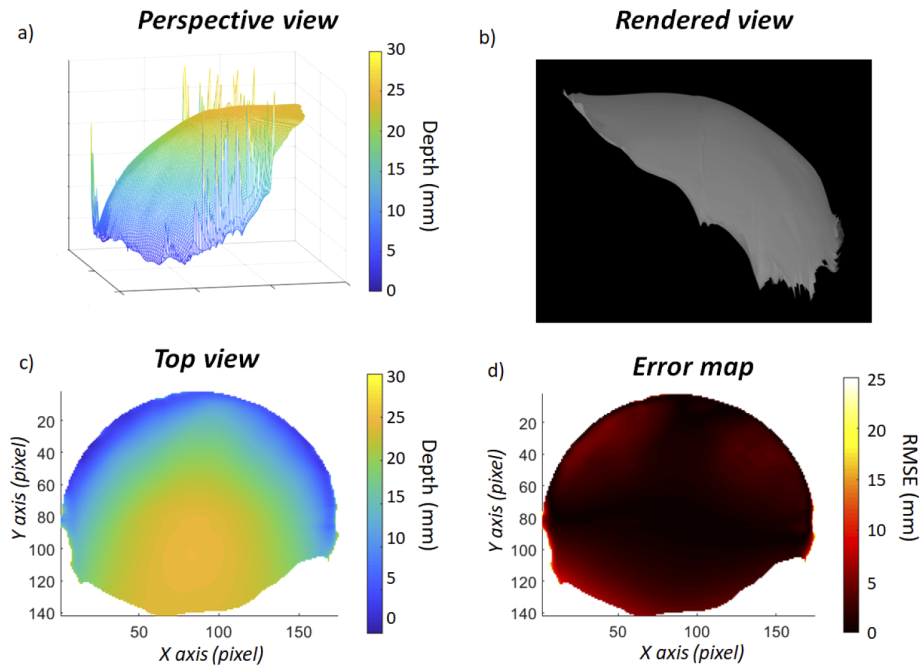 a)
Perspective view
30
25
20
15
10
5
0
Depth (mm)
b)
Rendered view
c)
Top view
20
40
60
80
100
120
140
Y axis (pixel)
50
100
150
X axis (pixel)
30
25
20
15
10
5
0
Depth (mm)
d)
Error map
20
40
60
80
100
120
140
Y axis (pixel)
50
100
150
X axis (pixel)
25
20
15
10
5
0
RMSE (mm)